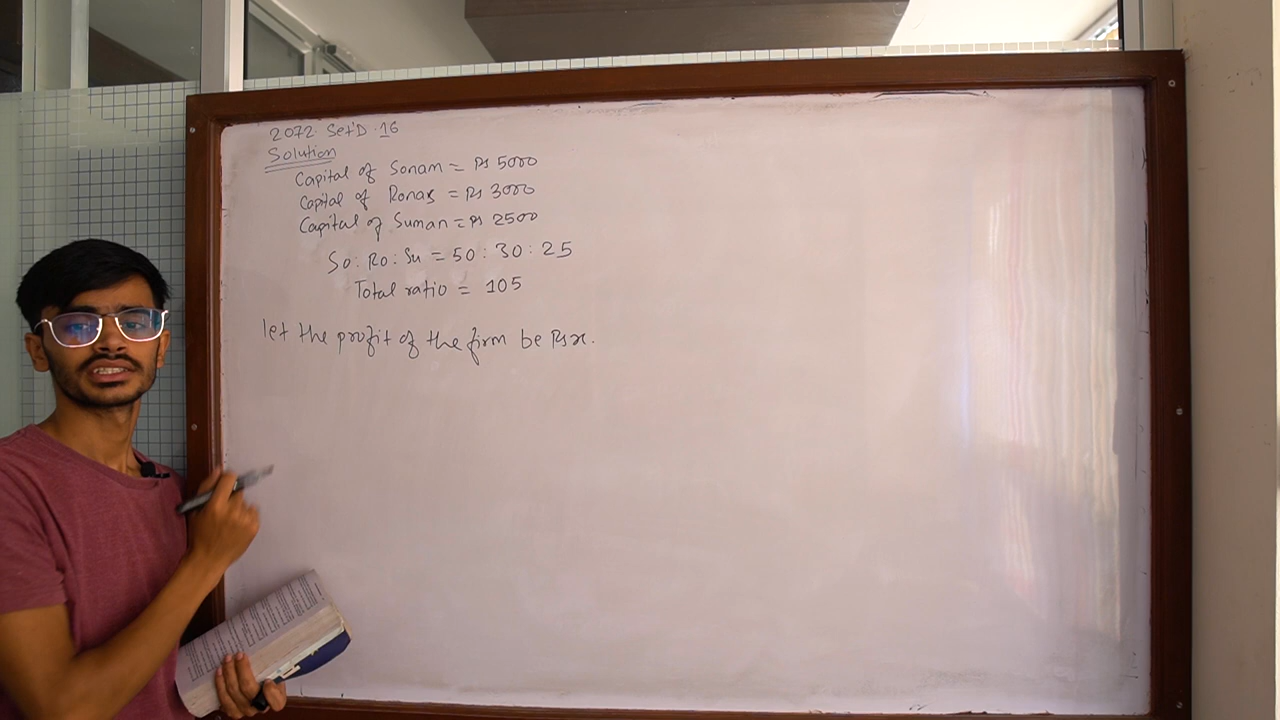 2072. Set'D'.16
Solution
Capital of Sonam = Rs 5000
Capital of Ronas = Rs 3000
Capital of Suman = Rs 2500
So : Ro : Su = 50 : 30 : 25
Total ratio = 105
let the profit of the firm be Rs x.